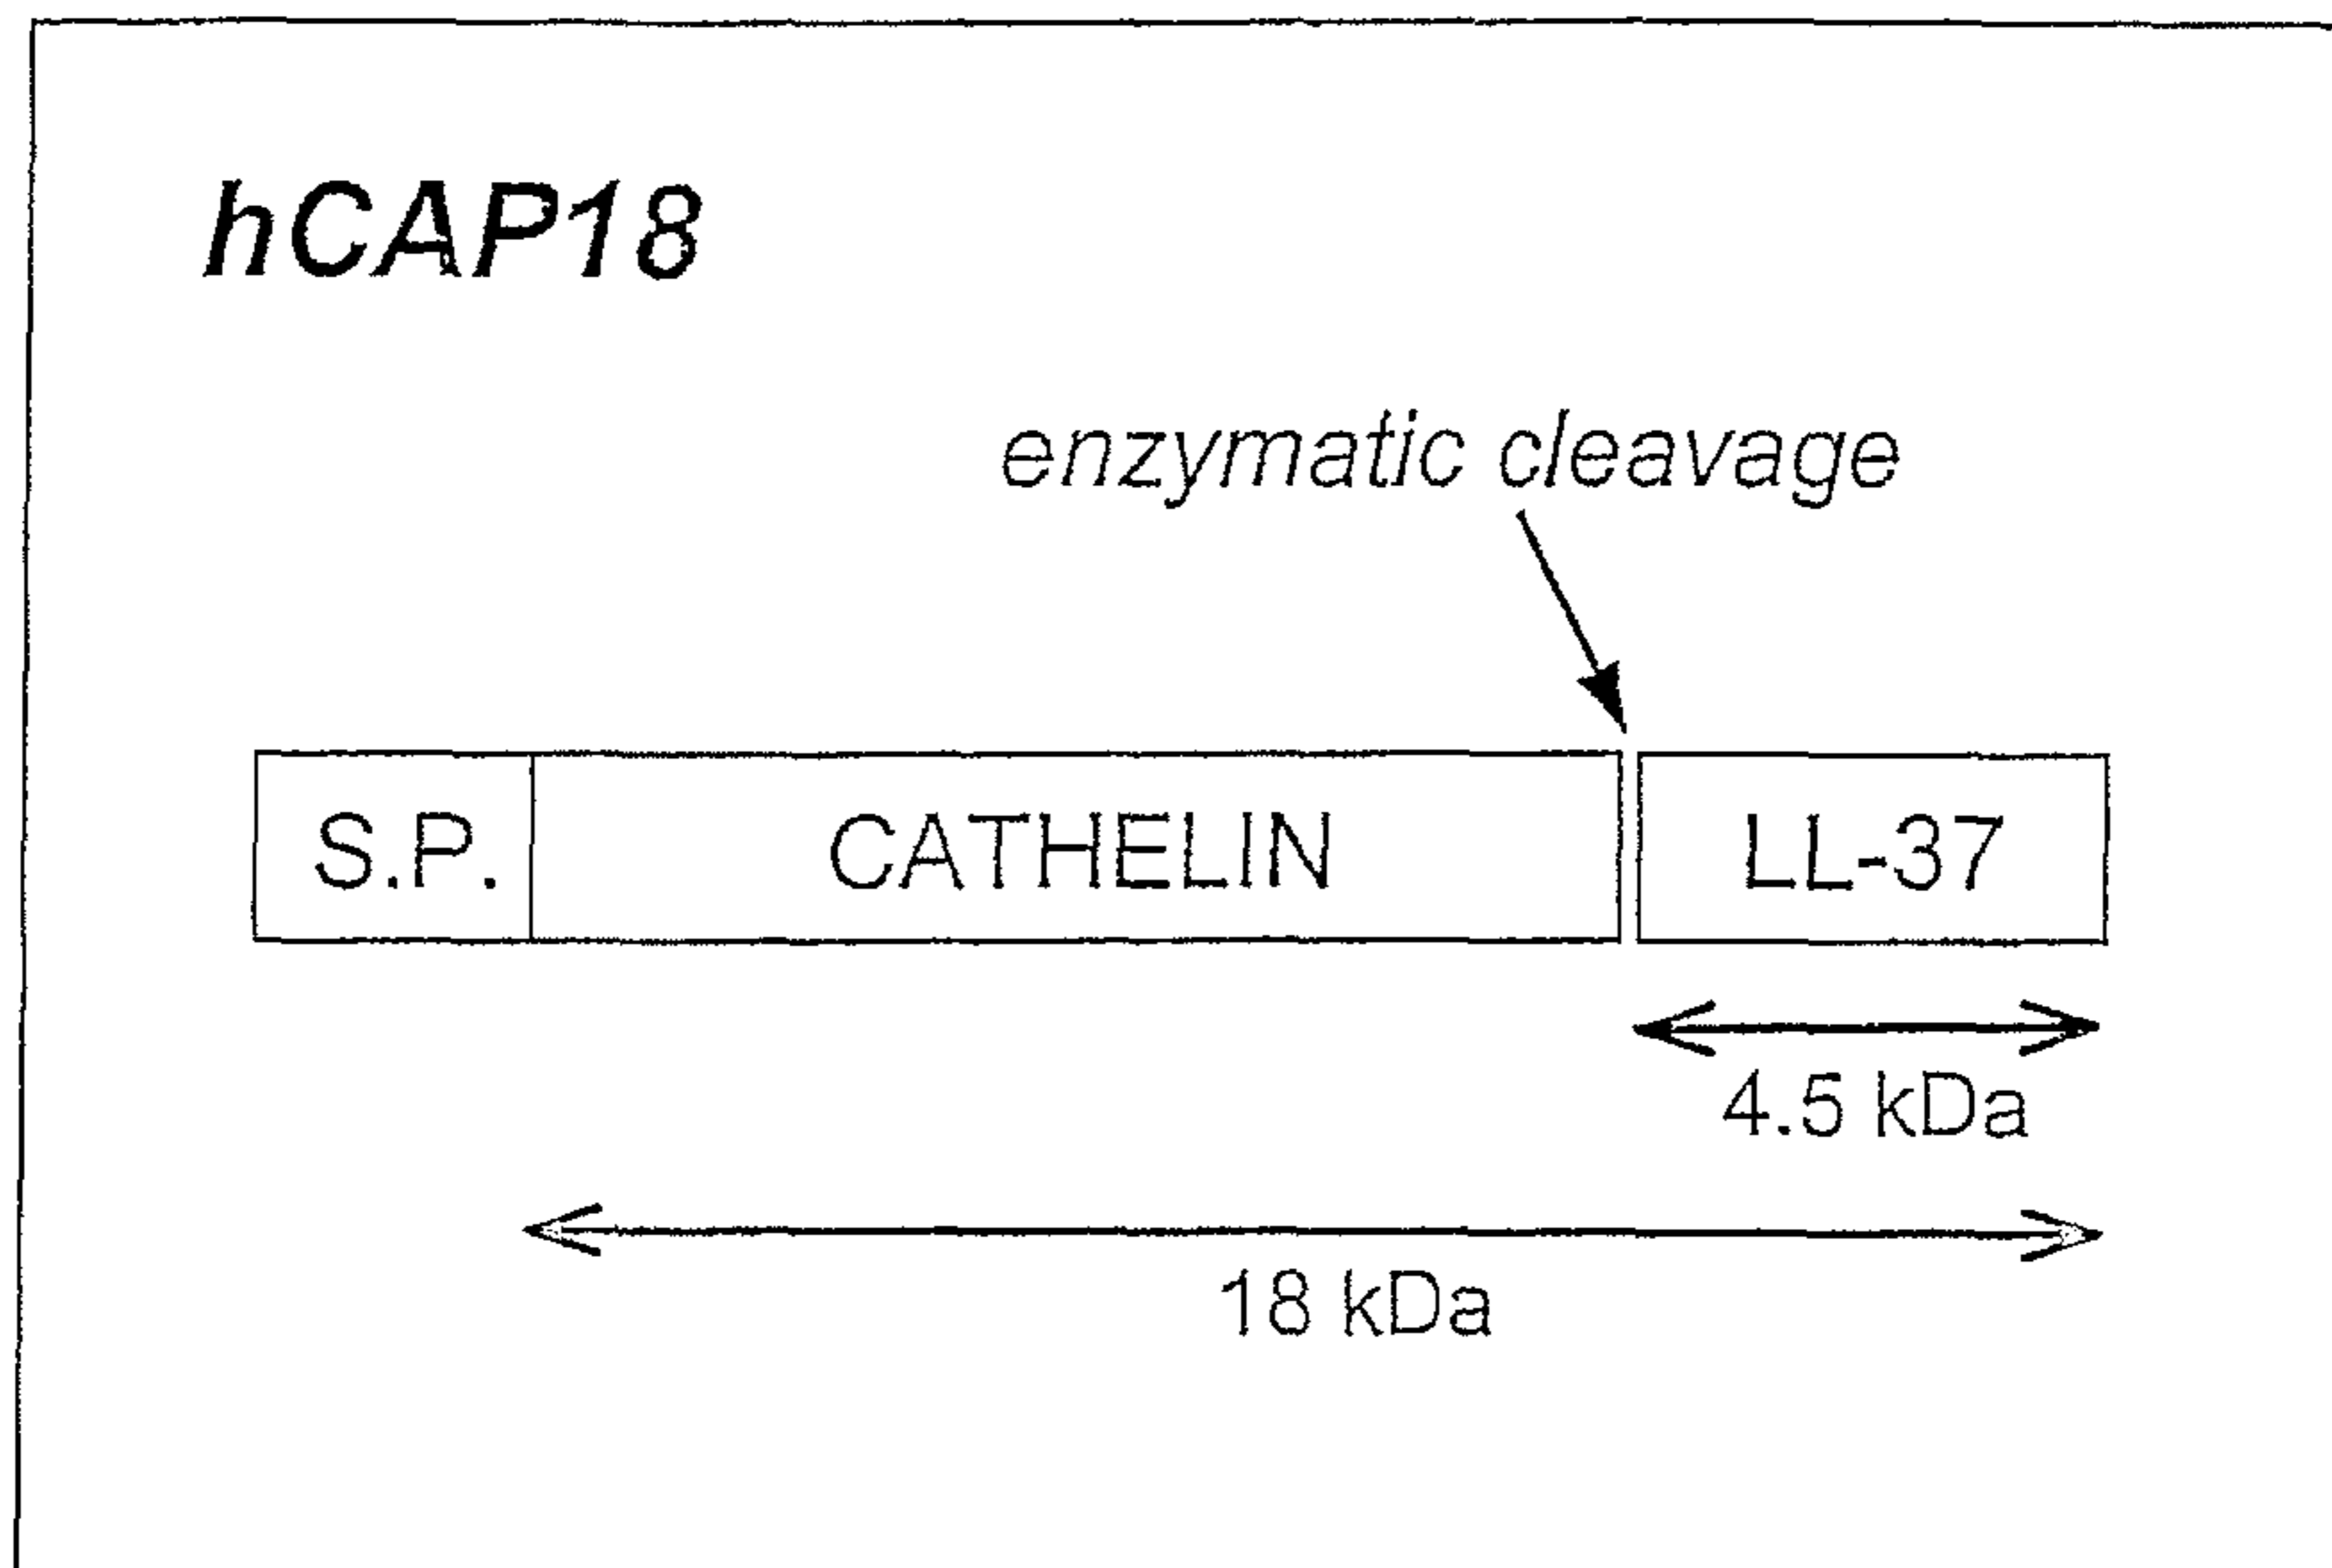 hCAP18
enzymatic cleavage
S.P. CATHELIN LL-37
4.5 kDa
18 kDa